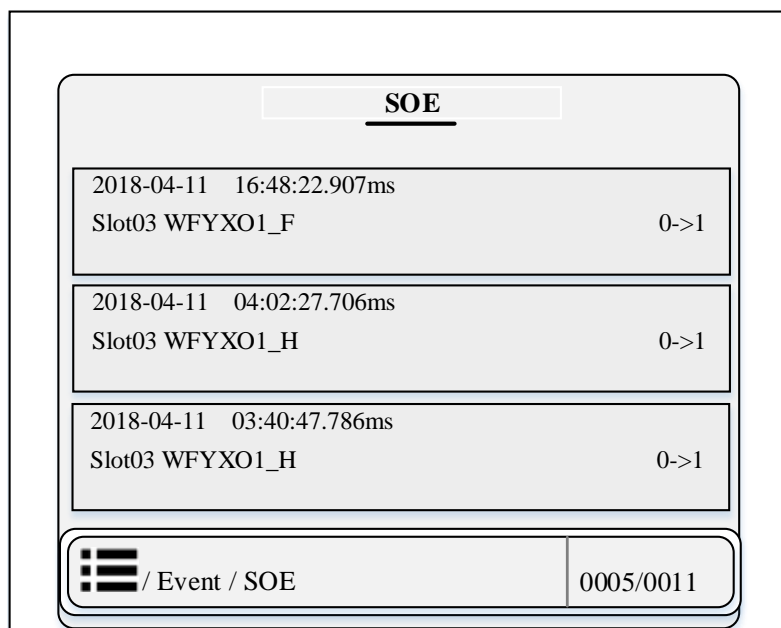 SOE
2018-04-11 16:48:22.907ms
Slot03 WFYXO1_F 0->1
2018-04-11 04:02:27.706ms
Slot03 WFYXO1_H 0->1
2018-04-11 03:40:47.786ms
Slot03 WFYXO1_H 0->1
/ Event / SOE 0005/0011